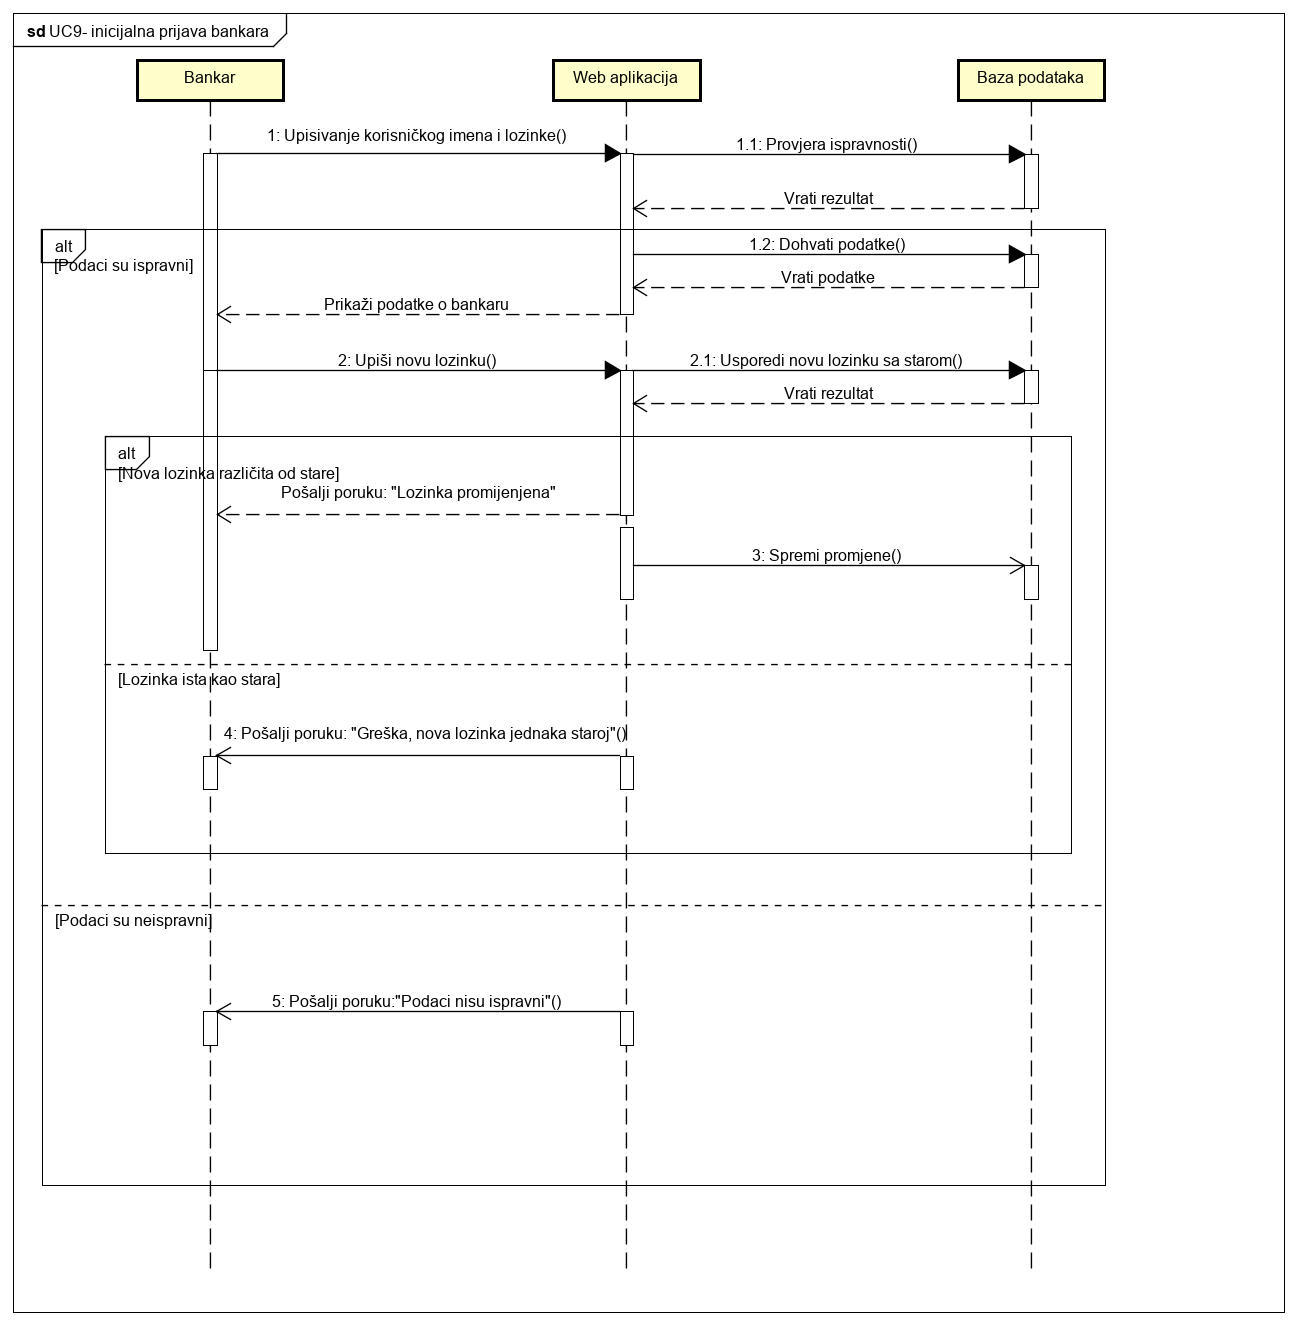 sd UC9- inicijalna prijava bankara
Bankar
Web aplikacija
Baza podataka
1: Upisivanje korisničkog imena i lozinke()
1.1: Provjera ispravnosti()
Vrati rezultat
alt
[Podaci su ispravni]
1.2: Dohvati podatke()
Vrati podatke
Prikaži podatke o bankaru
2: Upiši novu lozinku()
2.1: Usporedi novu lozinku sa starom()
Vrati rezultat
alt
[Nova lozinka različita od stare]
Pošalji poruku: "Lozinka promijenjena"
3: Spremi promjene()
[Lozinka ista kao stara]
4: Pošalji poruku: "Greška, nova lozinka jednaka staroj"()
[Podaci su neispravni]
5: Pošalji poruku:"Podaci nisu ispravni"()